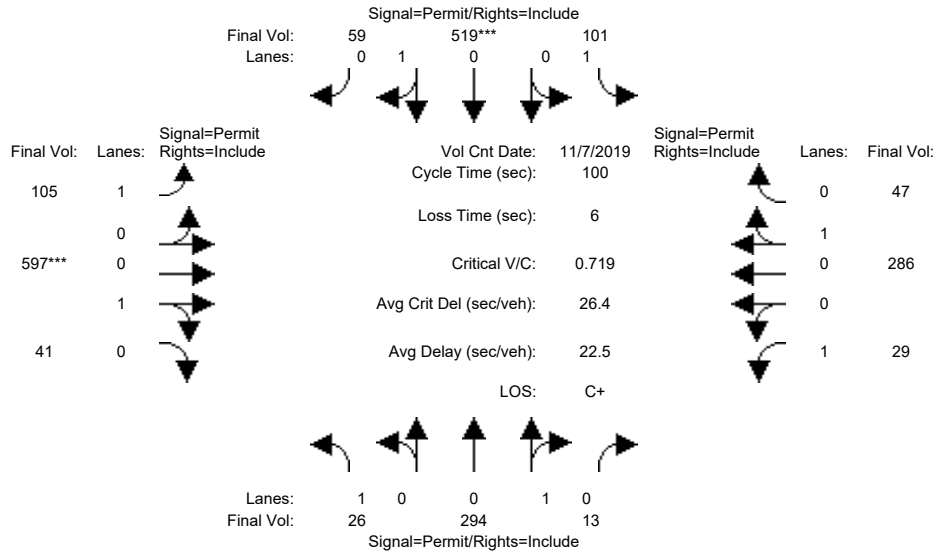 Signal=Permit/Rights=Include
Final Vol: 59 519*** 101
Lanes: 0 1 0 0 1
Signal=Permit Signal=Permit
Final Vol: Lanes: Rights=Include Vol Cnt Date: 11/7/2019 Rights=Include Lanes: Final Vol:
Cycle Time (sec): 100
105 1 0 47
Loss Time (sec): 6
0 1
597*** 0 Critical V/C: 0.719 0 286
1 Avg Crit Del (sec/veh): 26.4 0
41 0 Avg Delay (sec/veh): 22.5 1 29
LOS: C+
Lanes: 1 0 0 1 0
Final Vol: 26 294 13
Signal=Permit/Rights=Include